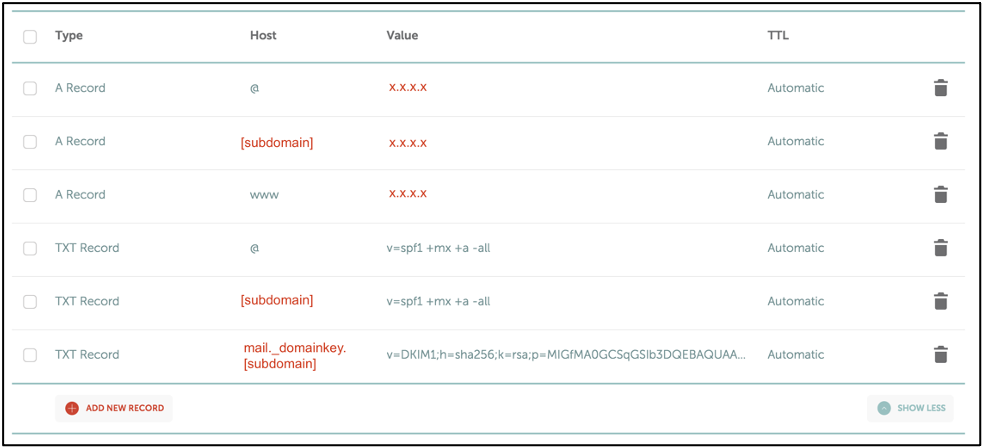 Type Host Value TTL
A Record @ x.x.x.x Automatic
A Record [subdomain] x.x.x.x Automatic
A Record www x.x.x.x Automatic
TXT Record @ v=spf1 +mx +a -all Automatic
TXT Record [subdomain] v=spf1 +mx +a -all Automatic
TXT Record mail._domainkey. v=DKIM1;h=sha256;k=rsa;p=MIGfMA0GCSqGSIb3DQEBAQUAA... Automatic
[subdomain]
ADD NEW RECORD SHOW LESS